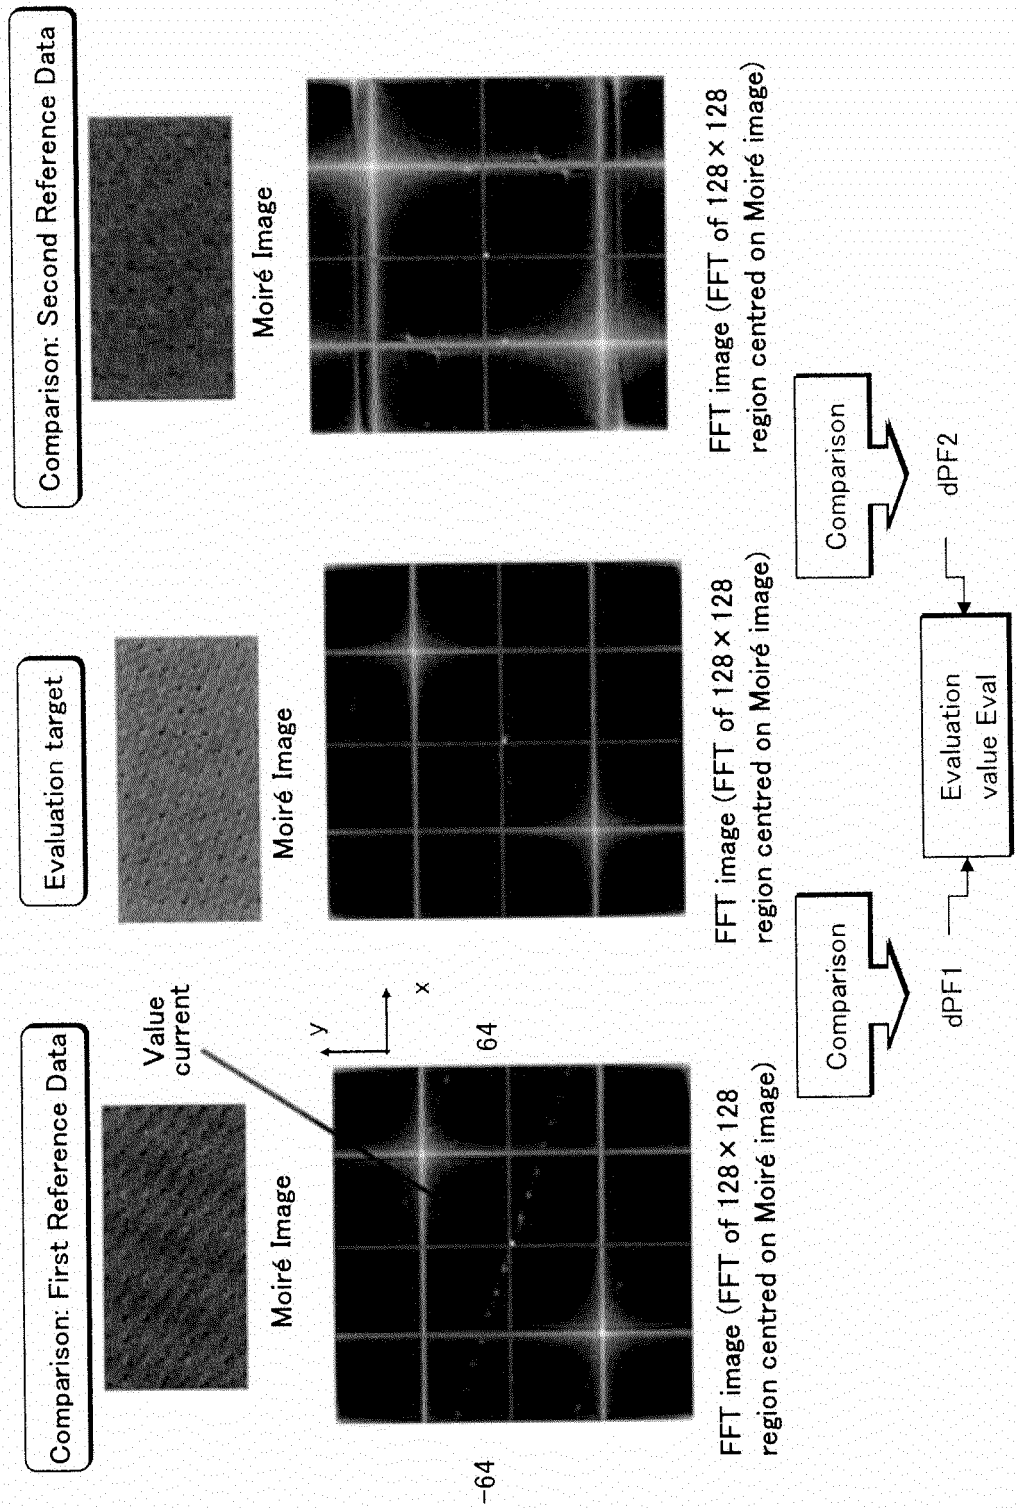 Comparison: First Reference Data
Moiré Image
Value
current
y
x
64
-64
FFT image (FFT of 128×128
region centred on Moiré image)
Evaluation target
Moiré Image
FFT image (FFT of 128×128
region centred on Moiré image)
Comparison: Second Reference Data
Moiré Image
FFT image (FFT of 128×128
region centred on Moiré image)
Comparison
dPF1
Comparison
dPF2
Evaluation
value Eval